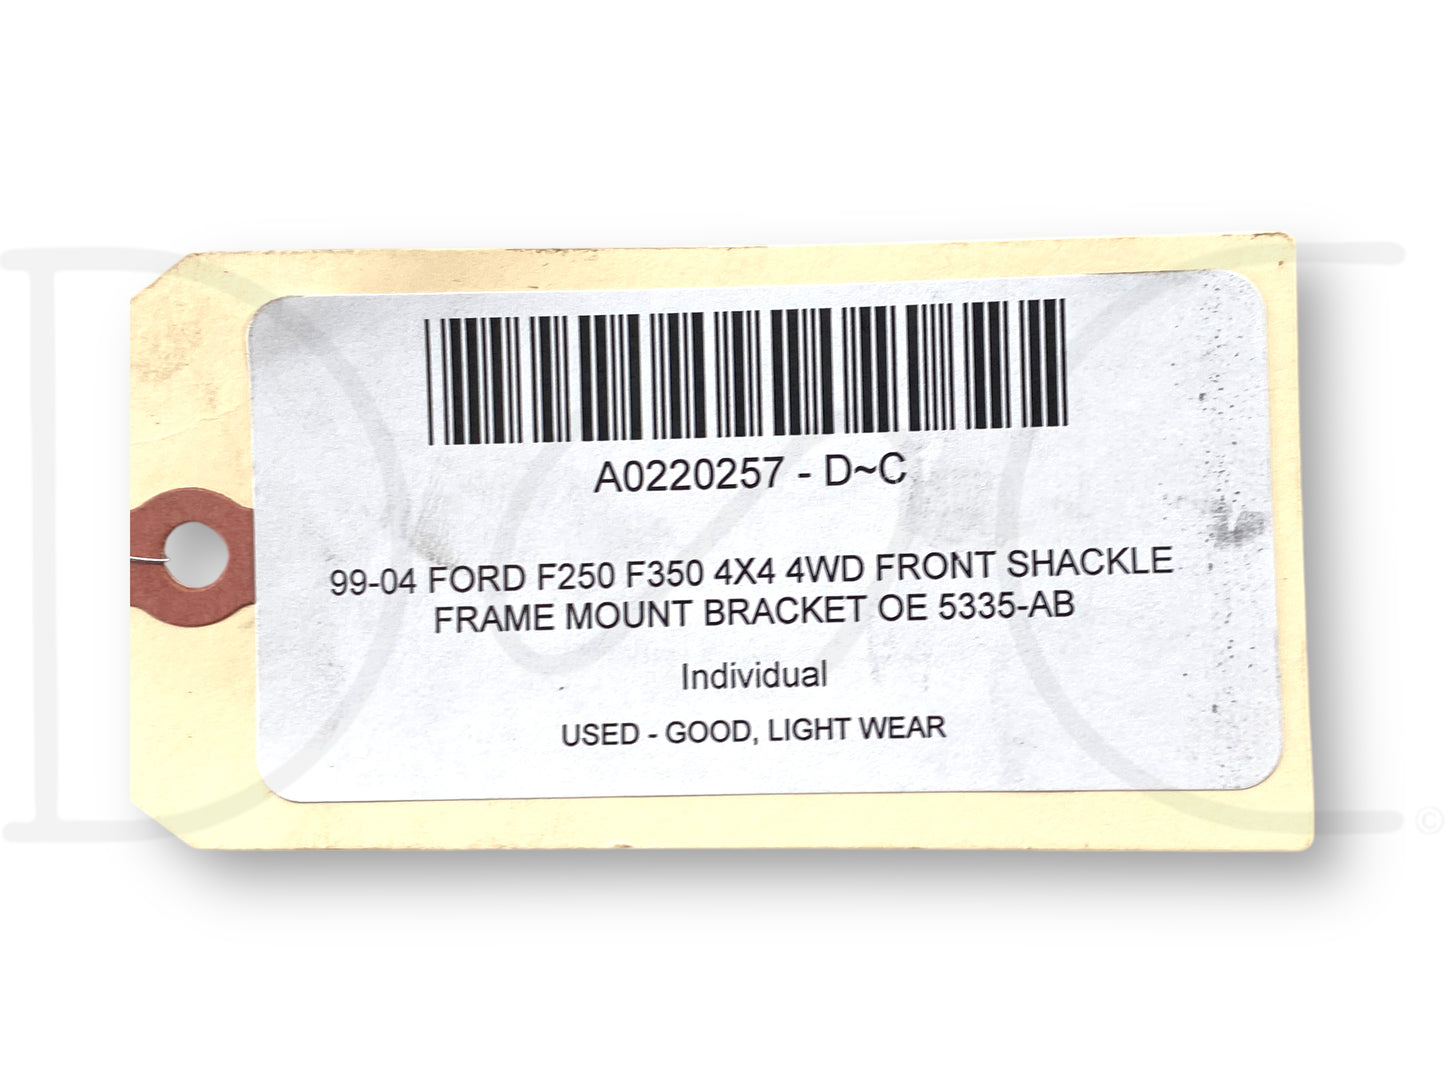 A0220257 - D~C
99-04 FORD F250 F350 4X4 4WD FRONT SHACKLE
FRAME MOUNT BRACKET OE 5335-AB
Individual
USED - GOOD, LIGHT WEAR
D&C
©